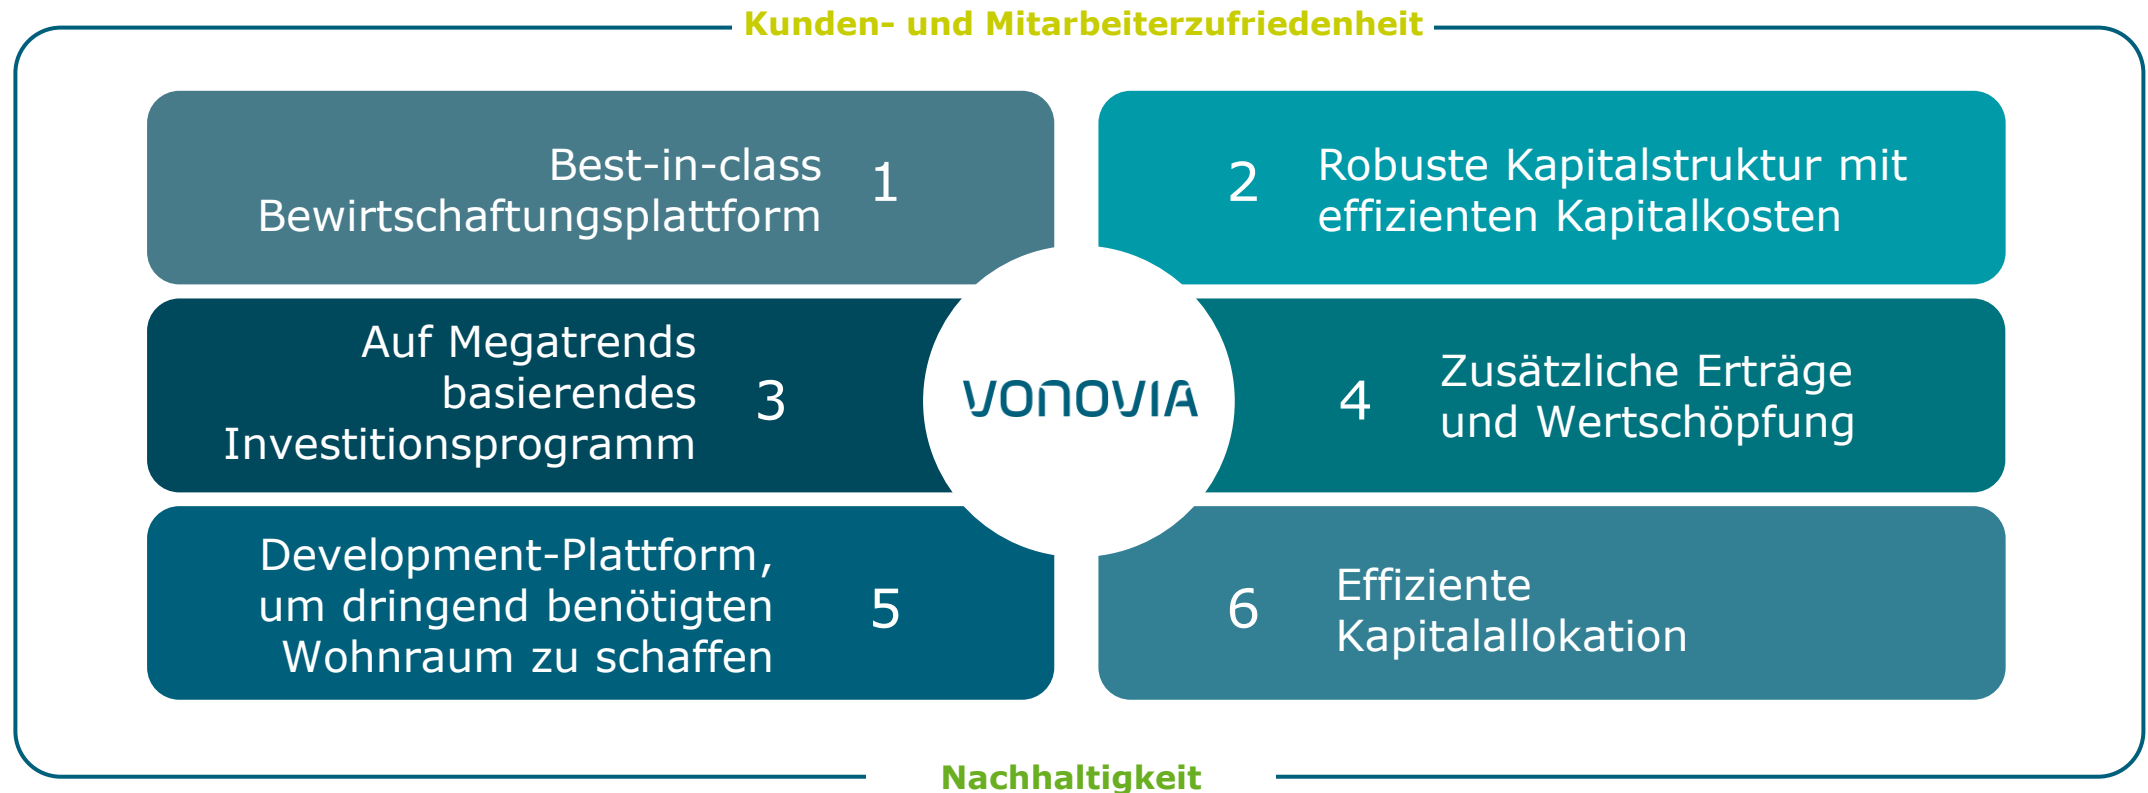 Kunden- und Mitarbeiterzufriedenheit
Best-in-class
Bewirtschaftungsplattform
1
2
Robuste Kapitalstruktur mit
effizienten Kapitalkosten
Auf Megatrends
basierendes
Investitionsprogramm
3
VONOVIA
4
Zusätzliche Erträge
und Wertschöpfung
Development-Plattform,
um dringend benötigten
Wohnraum zu schaffen
5
6
Effiziente
Kapitalallokation
Nachhaltigkeit